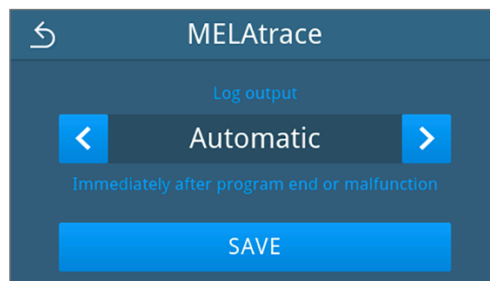 MELAtrace
Log output
Automatic
Immediately after program end or malfunction
SAVE